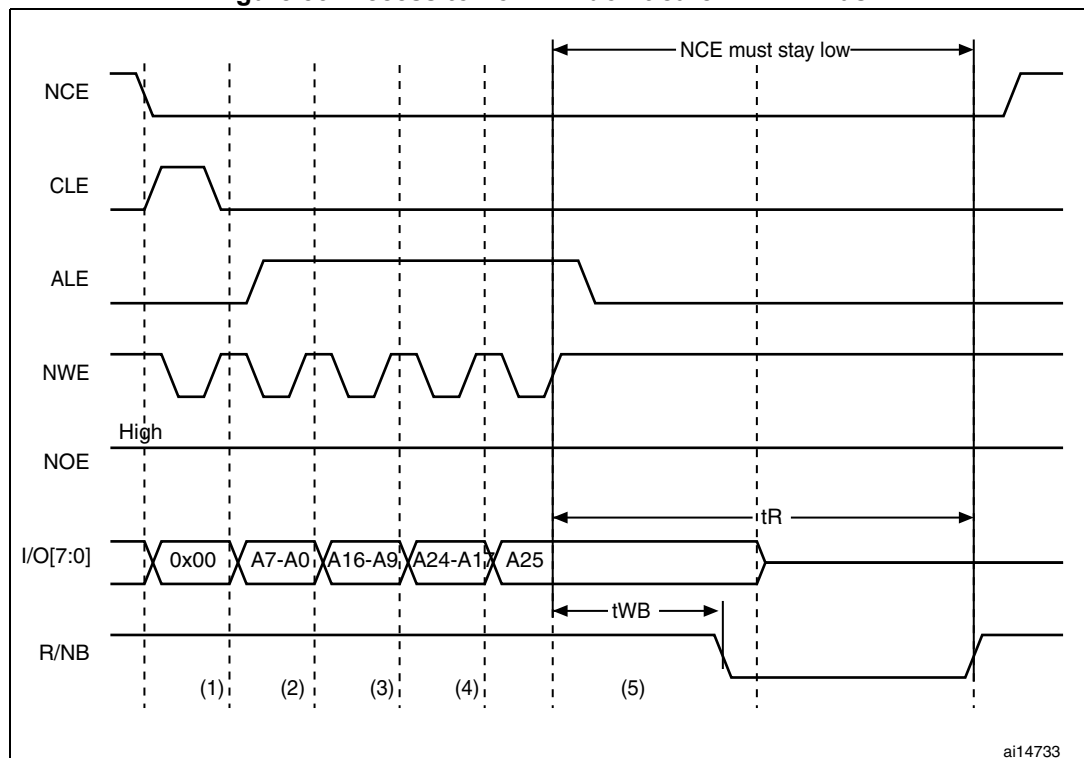 NCE must stay low
NCE
CLE
ALE
NWE
High
NOE
tR
I/O[7:0]
0x00
A7-A0
A16-A9
A24-A17
A25
tWB
R/NB
(1)
(2)
(3)
(4)
(5)
ai14733